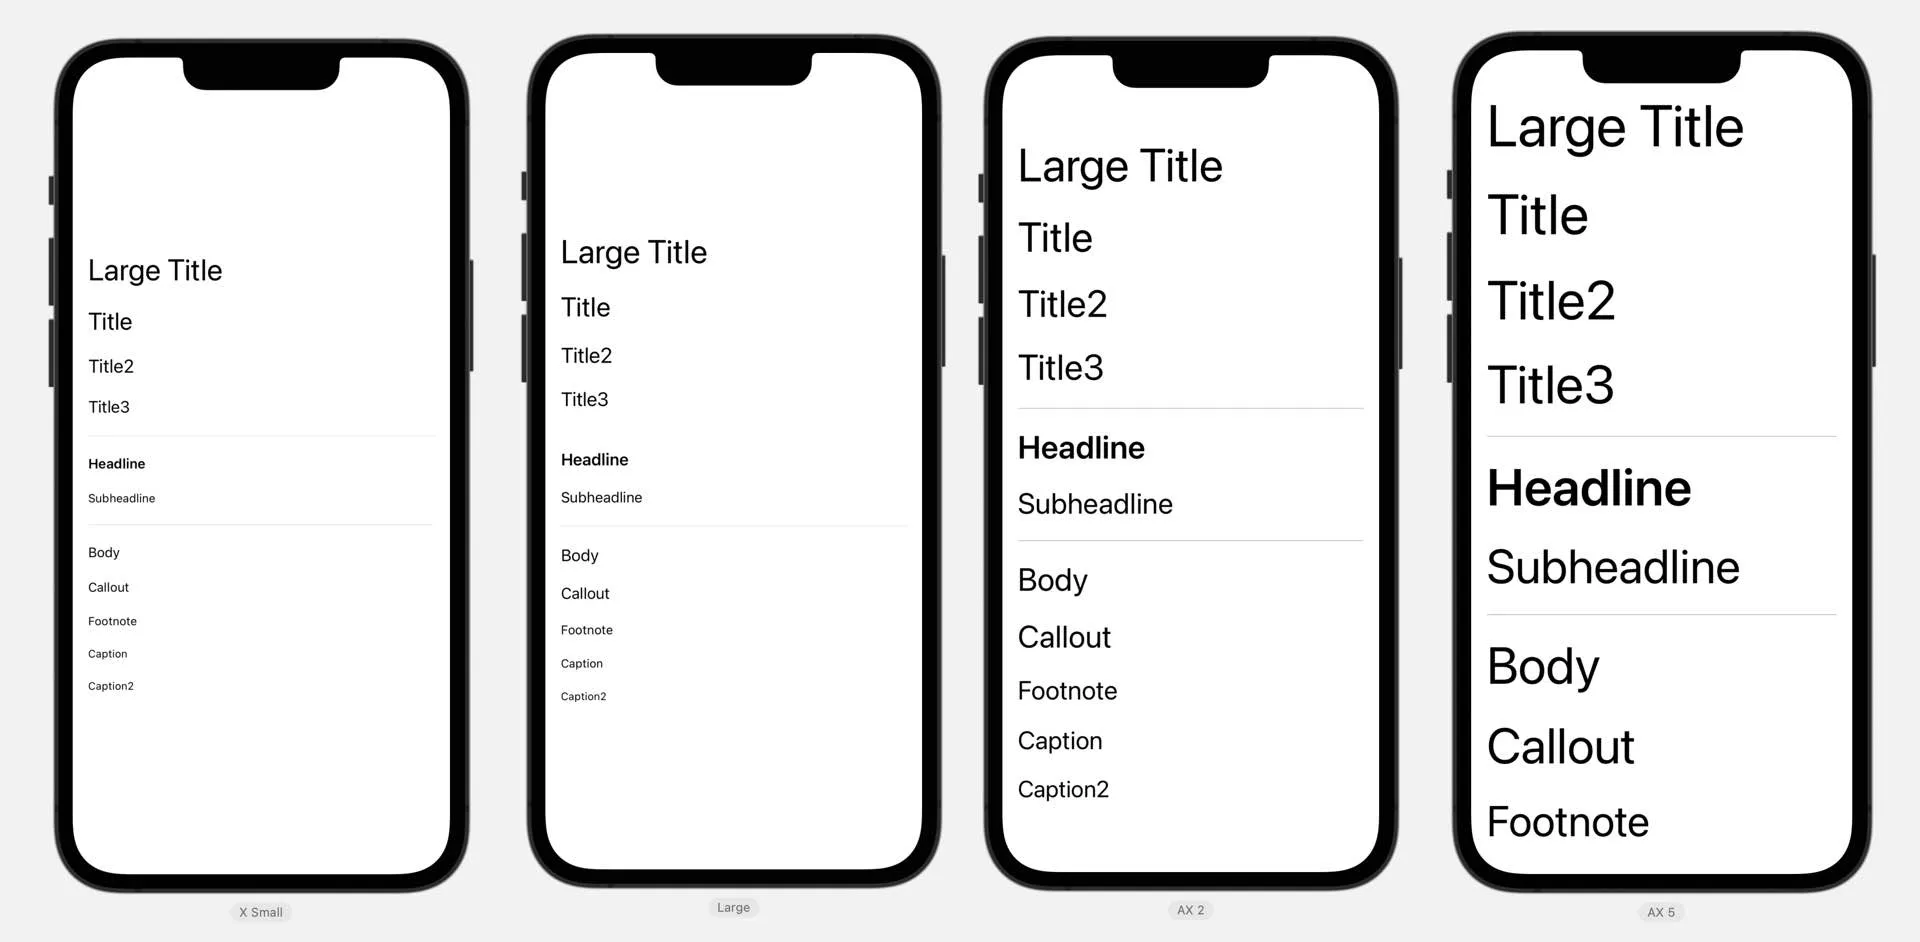 Large Title
Title
Title2
Title3
Headline
Subheadline
Body
Callout
Footnote
Caption
Caption2
X Small
Large Title
Title
Title2
Title3
Headline
Subheadline
Body
Callout
Footnote
Caption
Caption2
Large
Large Title
Title
Title2
Title3
Headline
Subheadline
Body
Callout
Footnote
Caption
Caption2
AX 2
Large Title
Title
Title2
Title3
Headline
Subheadline
Body
Callout
Footnote
AX 5